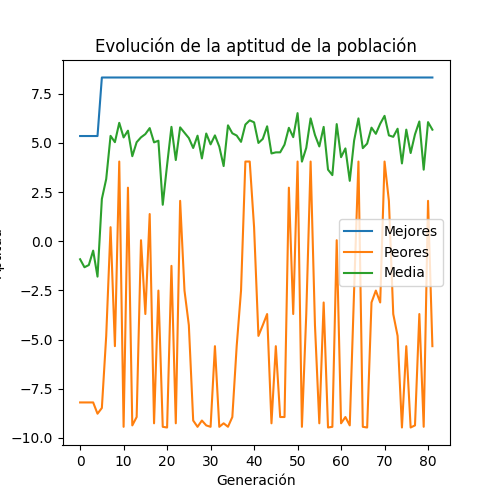 Evolución de la aptitud de la población
7.5
5.0
2.5
0.0
−2.5
−5.0
−7.5
−10.0
0 10 20 30 40 50 60 70 80
Generación
Mejores
Peores
Media